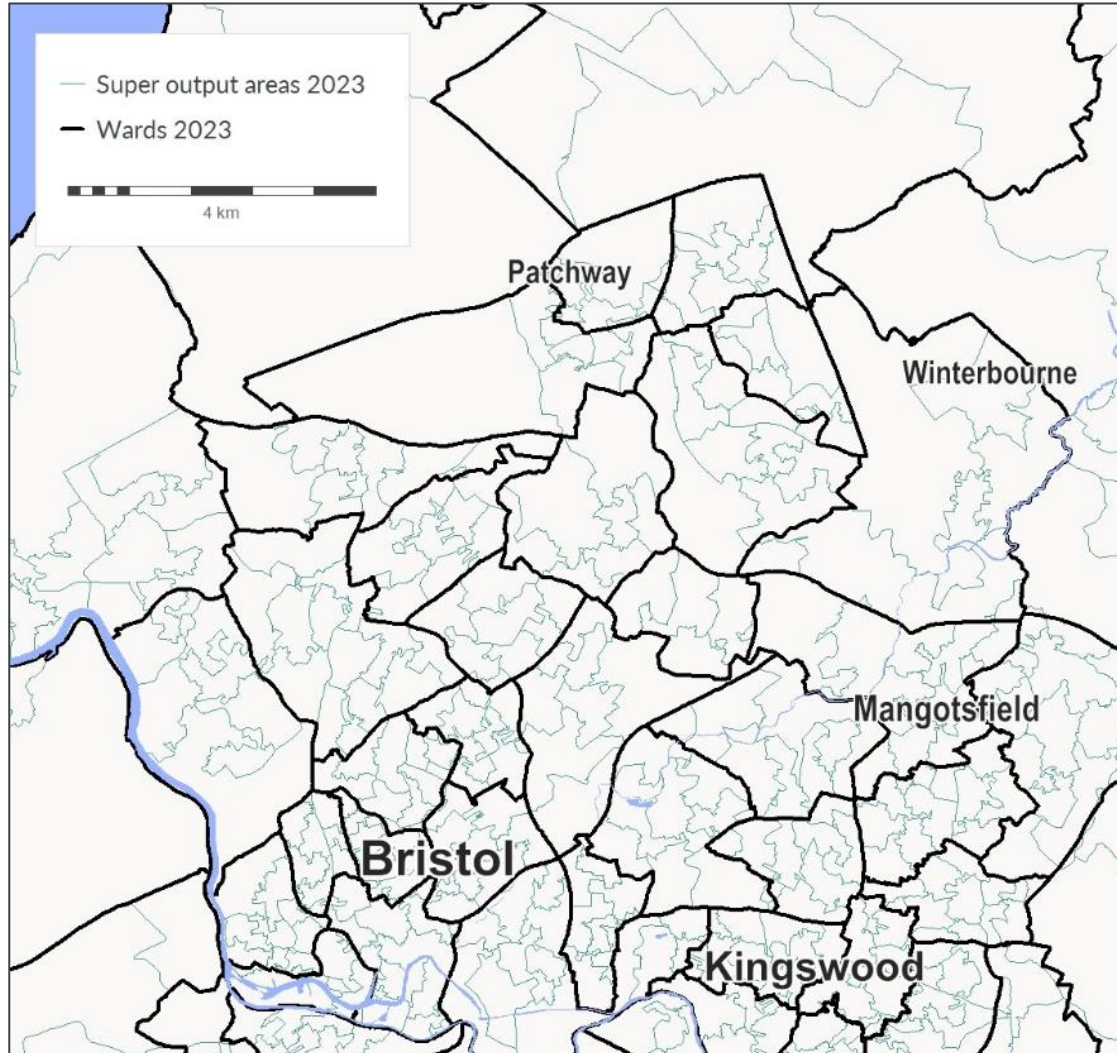 Super output areas 2023
Wards 2023
4 km
Patchway
Winterbourne
Mangotsfield
Bristol
Kingswood